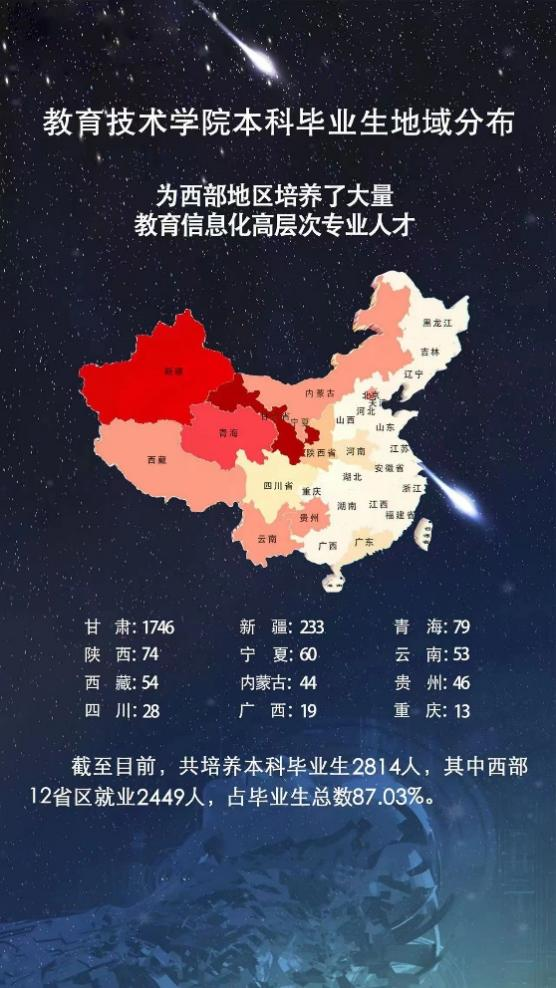 教育技术学院本科毕业生地域分布
为西部地区培养了大量
教育信息化高层次专业人才
黑龙江
吉林
辽宁
新疆
内蒙古
北京
甘肃省
宁夏
河北
山西
山东
青海
陕西省
河南
江苏
西藏
安徽省
四川省
重庆
湖北
浙江
湖南
江西
贵州
福建省
云南
广西
广东
甘 肃: 1746 新 疆: 233 青 海: 79
陕 西: 74 宁 夏: 60 云 南: 53
西 藏: 54 内蒙古: 44 贵 州: 46
四 川: 28 广 西: 19 重 庆: 13
截至目前，共培养本科毕业生2814人，其中西部
12省区就业2449人，占毕业生总数87.03%。